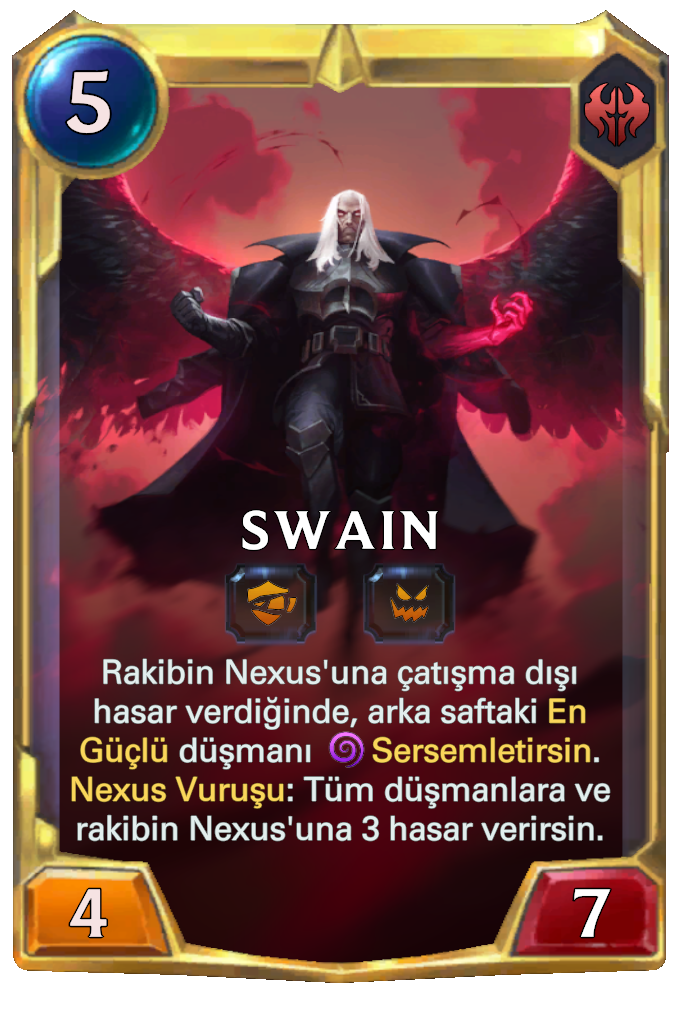 5
SWAIN
Rakibin Nexus'una çatışma dışı
hasar verdiğinde, arka saftaki En
Güçlü düşmanı Sersemletirsin.
Nexus Vuruşu: Tüm düşmanlara ve
rakibin Nexus'una 3 hasar verirsin.
4
7